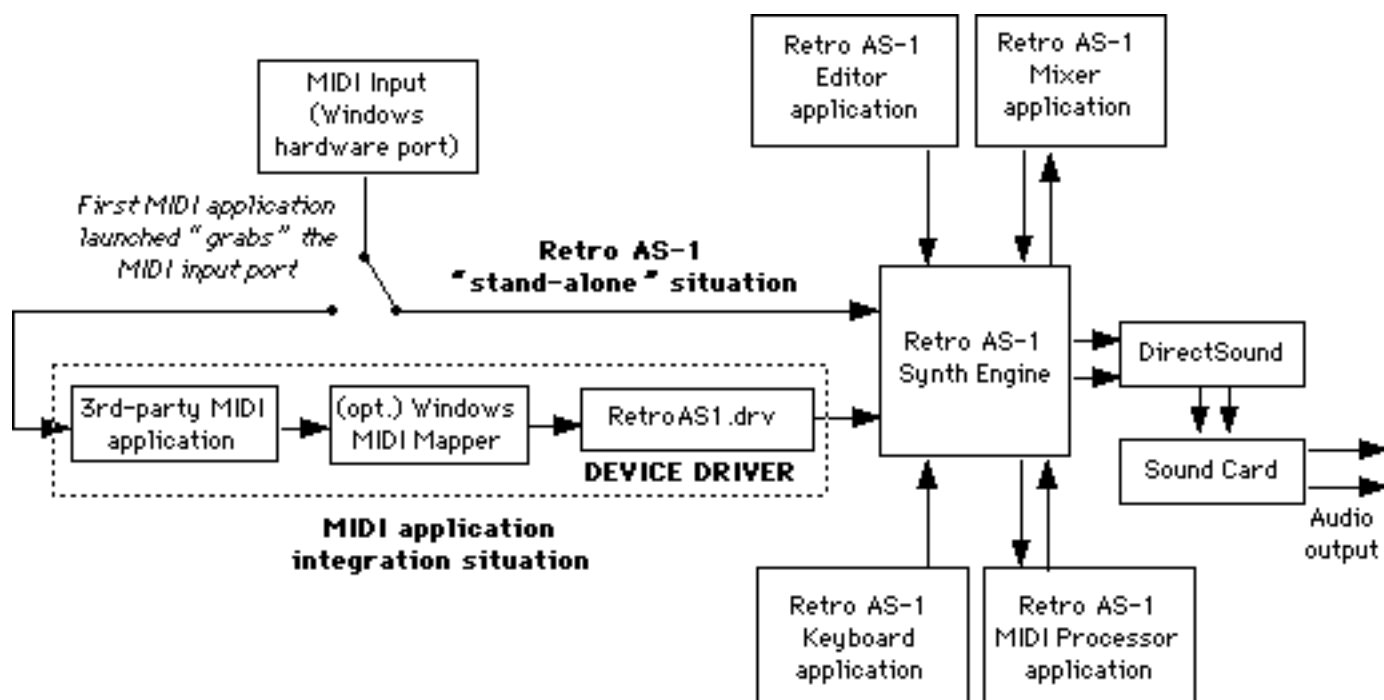 Retro AS-1
Editor
application
Retro AS-1
Mixer
application
MIDI Input
(Windows
hardware port)
First MIDI application
launched "grabs" the
MIDI input port
Retro AS-1
"stand-alone" situation
Retro AS-1
Synth Engine
DirectSound
3rd-party MIDI
application
(opt.) Windows
MIDI Mapper
RetroAS1.drv
DEVICE DRIVER
Sound Card
MIDI application
integration situation
Audio
output
Retro AS-1
Keyboard
application
Retro AS-1
MIDI Processor
application